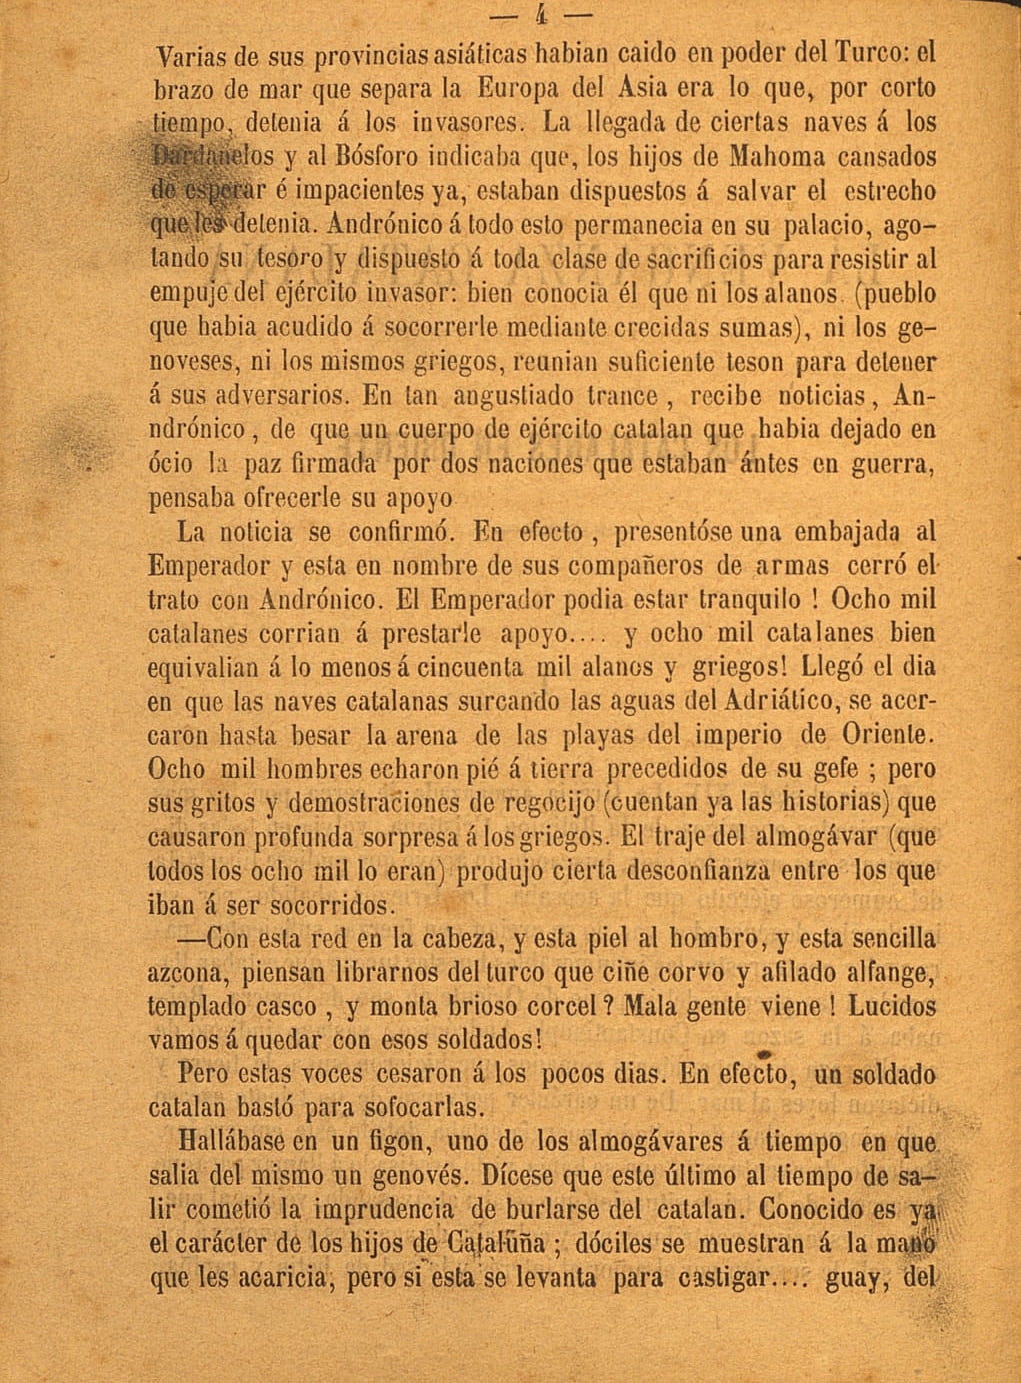 — 4 —
Varias de sus provincias asiáticas habian caido en poder del Turco: el
brazo de mar que separa la Europa del Asia era lo que, por corto
tiempo, detenia á los invasores. La llegada de ciertas naves á los
Dardanelos y al Bósforo indicaba que, los hijos de Mahoma cansados
de esperar é impacientes ya, estaban dispuestos á salvar el estrecho
que les detenia. Andrónico á todo esto permanecia en su palacio, ago-
tando su tesoro y dispuesto á toda clase de sacrificios para resistir al
empuje del ejército invasor: bien conocia él que ni los alanos (pueblo
que habia acudido á socorrerle mediante crecidas sumas), ni los ge-
noveses, ni los mismos griegos, reunian suficiente teson para detener
á sus adversarios. En tan angustiado trance, recibe noticias, An-
ndrónico, de que un cuerpo de ejército catalan que habia dejado en
ócio la paz firmada por dos naciones que estaban ántes en guerra,
pensaba ofrecerle su apoyo
La noticia se confirmó. En efecto, presentóse una embajada al
Emperador y esta en nombre de sus compañeros de armas cerró el
trato con Andrónico. El Emperador podia estar tranquilo! Ocho mil
catalanes corrian á prestarle apoyo.... y ocho mil catalanes bien
equivalian á lo menos á cincuenta mil alanos y griegos! Llegó el dia
en que las naves catalanas surcando las aguas del Adriático, se acer-
caron hasta besar la arena de las playas del imperio de Oriente.
Ocho mil hombres echaron pié á tierra precedidos de su gefe; pero
sus gritos y demostraciones de regocijo (cuentan ya las historias) que
causaron profunda sorpresa á los griegos. El traje del almogávar (que
todos los ocho mil lo eran) produjo cierta desconfianza entre los que
iban á ser socorridos.
—Con esta red en la cabeza, y esta piel al hombro, y esta sencilla
azcona, piensan librarnos del turco que ciñe corvo y afilado alfange,
templado casco, y monta brioso corcel? Mala gente viene! Lucidos
vamos á quedar con esos soldados!
Pero estas voces cesaron á los pocos dias. En efecto, un soldado
catalan bastó para sofocarlas.
Hallábase en un figon, uno de los almogávares á tiempo en que
salia del mismo un genovés. Dícese que este último al tiempo de sa-
lir cometió la imprudencia de burlarse del catalan. Conocido es ya
el carácter de los hijos de Cataluña; dóciles se muestran á la mano
que les acaricia, pero si esta se levanta para castigar.... guay, del